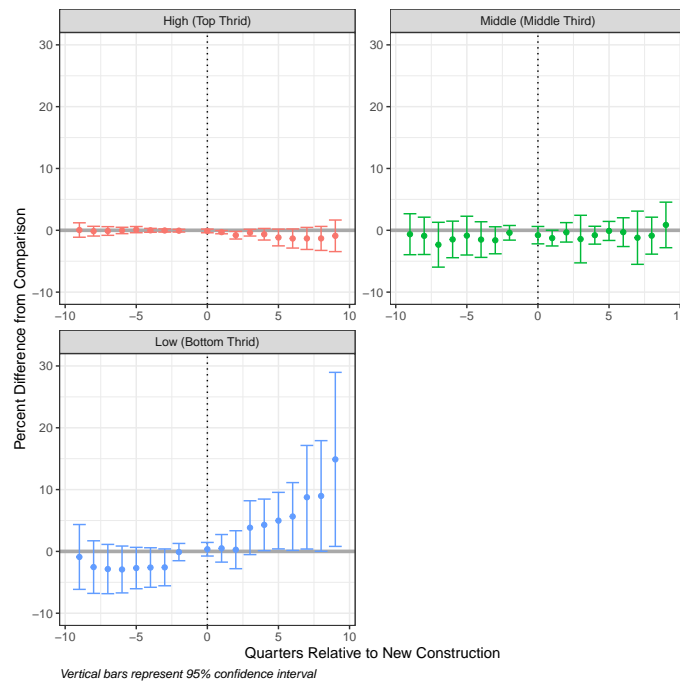 High (Top Thrid)
Middle (Middle Third)
30
20
10
0
−10
30
20
10
0
−10
−10 −5 0 5 10
−10 −5 0 5 1
Low (Bottom Thrid)
30
20
10
0
−10
−10 −5 0 5 10
Percent Difference from Comparison
Quarters Relative to New Construction
Vertical bars represent 95% confidence interval